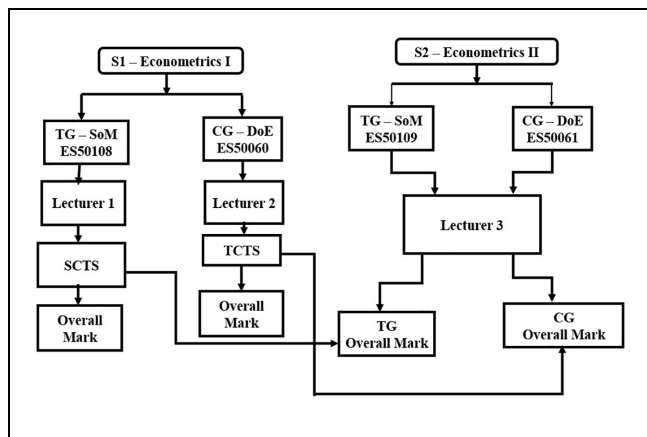 S1 – Econometrics I
TG – SoM
ES50108
CG – DoE
ES50060
Lecturer 1
Lecturer 2
SCTS
TCTS
Overall
Mark
Overall
Mark
S2 – Econometrics II
TG – SoM
ES50109
CG – DoE
ES50061
Lecturer 3
TG
Overall Mark
CG
Overall Mark